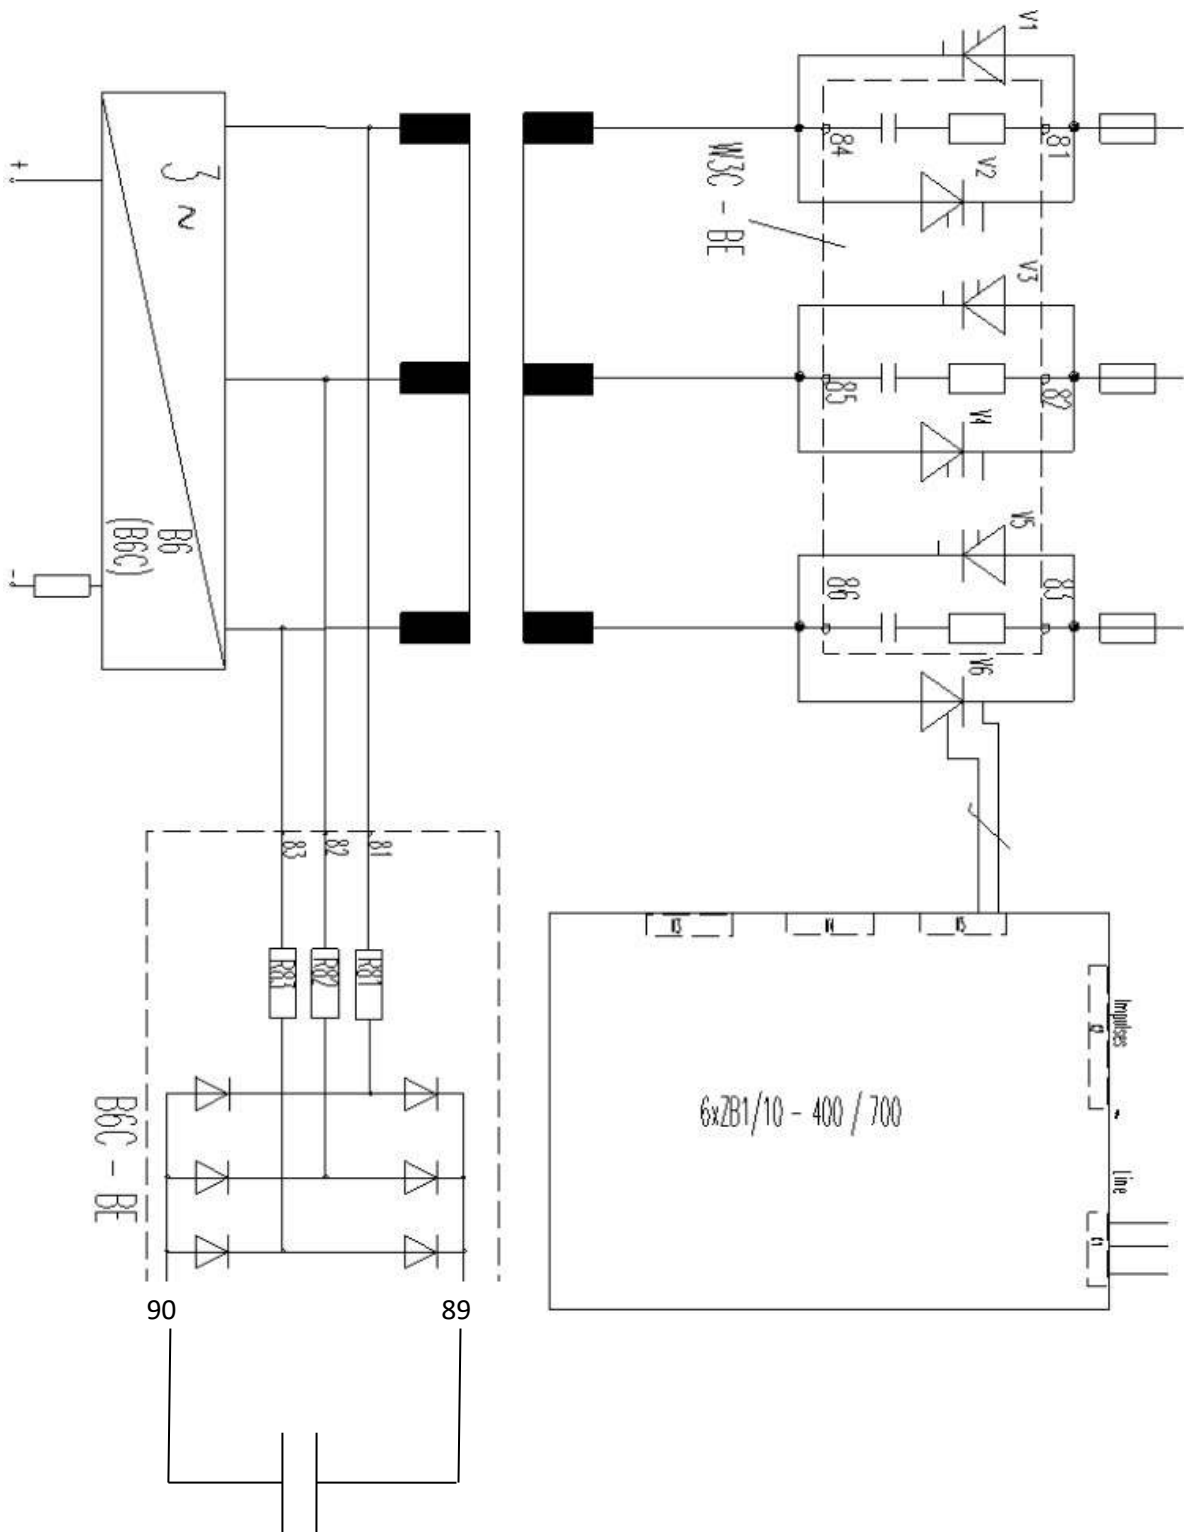 V1
84
81
V2
W3C - BE
3 ~
+
V3
85
82
V4
B6
(B6C)
-
V5
86
83
V6
83
82
81
R83
R82
R81
Impulses
6xZB1/10 - 400 / 700
Line
B6C - BE
90
89